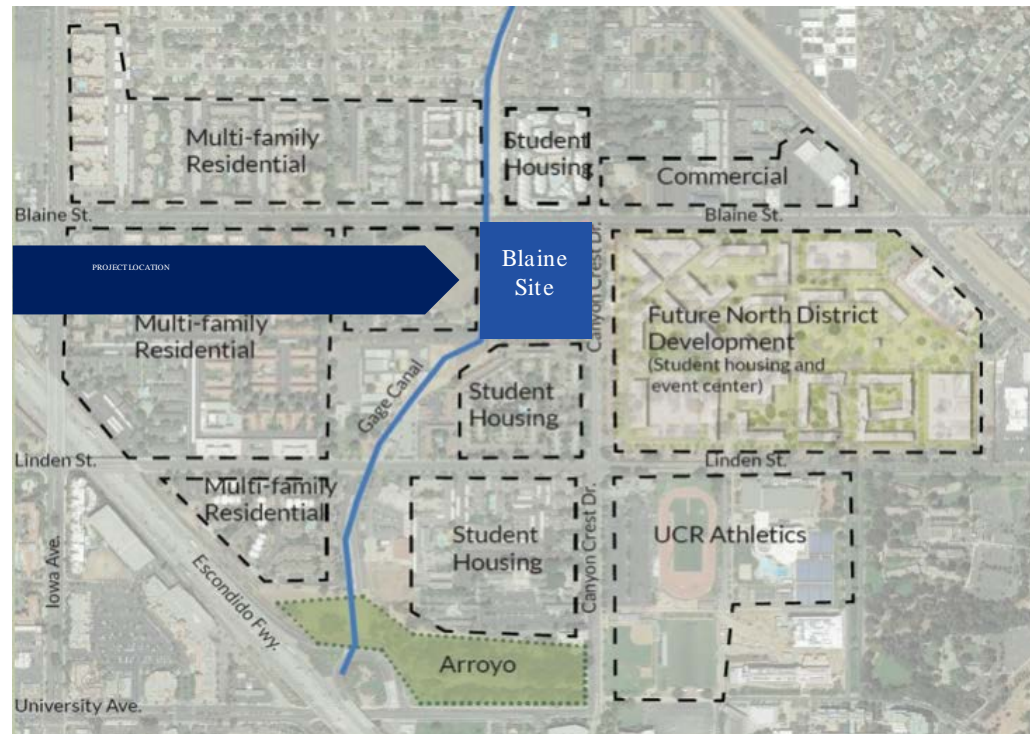 Multi-family
Residential
Student
Housing
Commercial
Blaine St.
Blaine St.
PROJECT LOCATION
Blaine
Site
Canyon Crest Dr.
Multi-family
Residential
Future North District
Development
(Student housing and
event center)
Gage Canal
Student
Housing
Linden St.
Linden St.
Multi-family
Residential
Student
Housing
UCR Athletics
Canyon Crest Dr.
Iowa Ave.
Escondido Fwy.
Arroyo
University Ave.